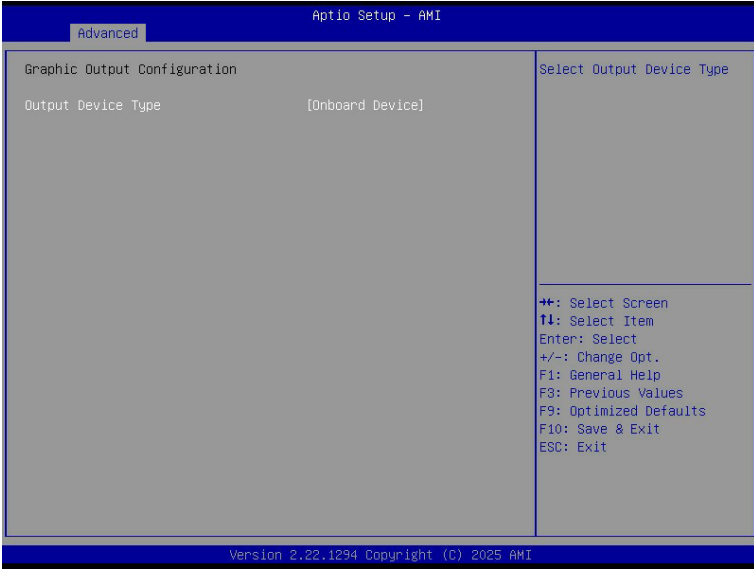 Aptio Setup – AMI
Advanced
Graphic Output Configuration
Output Device Type [Onboard Device]
Select Output Device Type
→←: Select Screen
↑↓: Select Item
Enter: Select
+/-: Change Opt.
F1: General Help
F3: Previous Values
F9: Optimized Defaults
F10: Save & Exit
ESC: Exit
Version 2.22.1294 Copyright (C) 2025 AMI